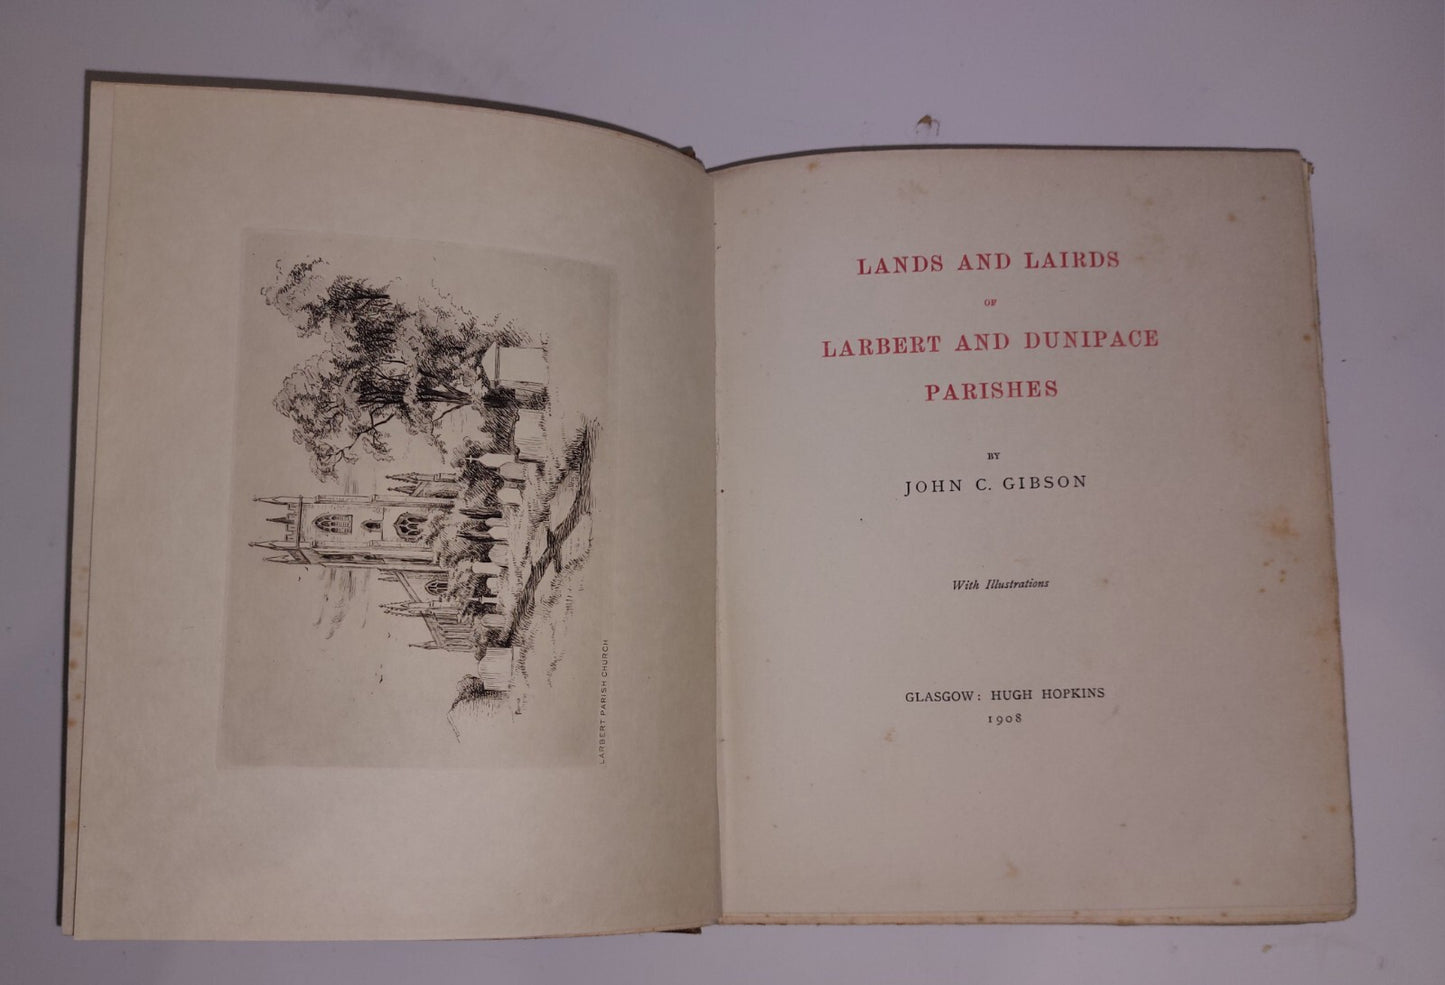 LARBERT PARISH CHURCH
LANDS AND LAIRDS
OF
LARBERT AND DUNIPACE
PARISHES
BY
JOHN C. GIBSON
With Illustrations
GLASGOW: HUGH HOPKINS
1908